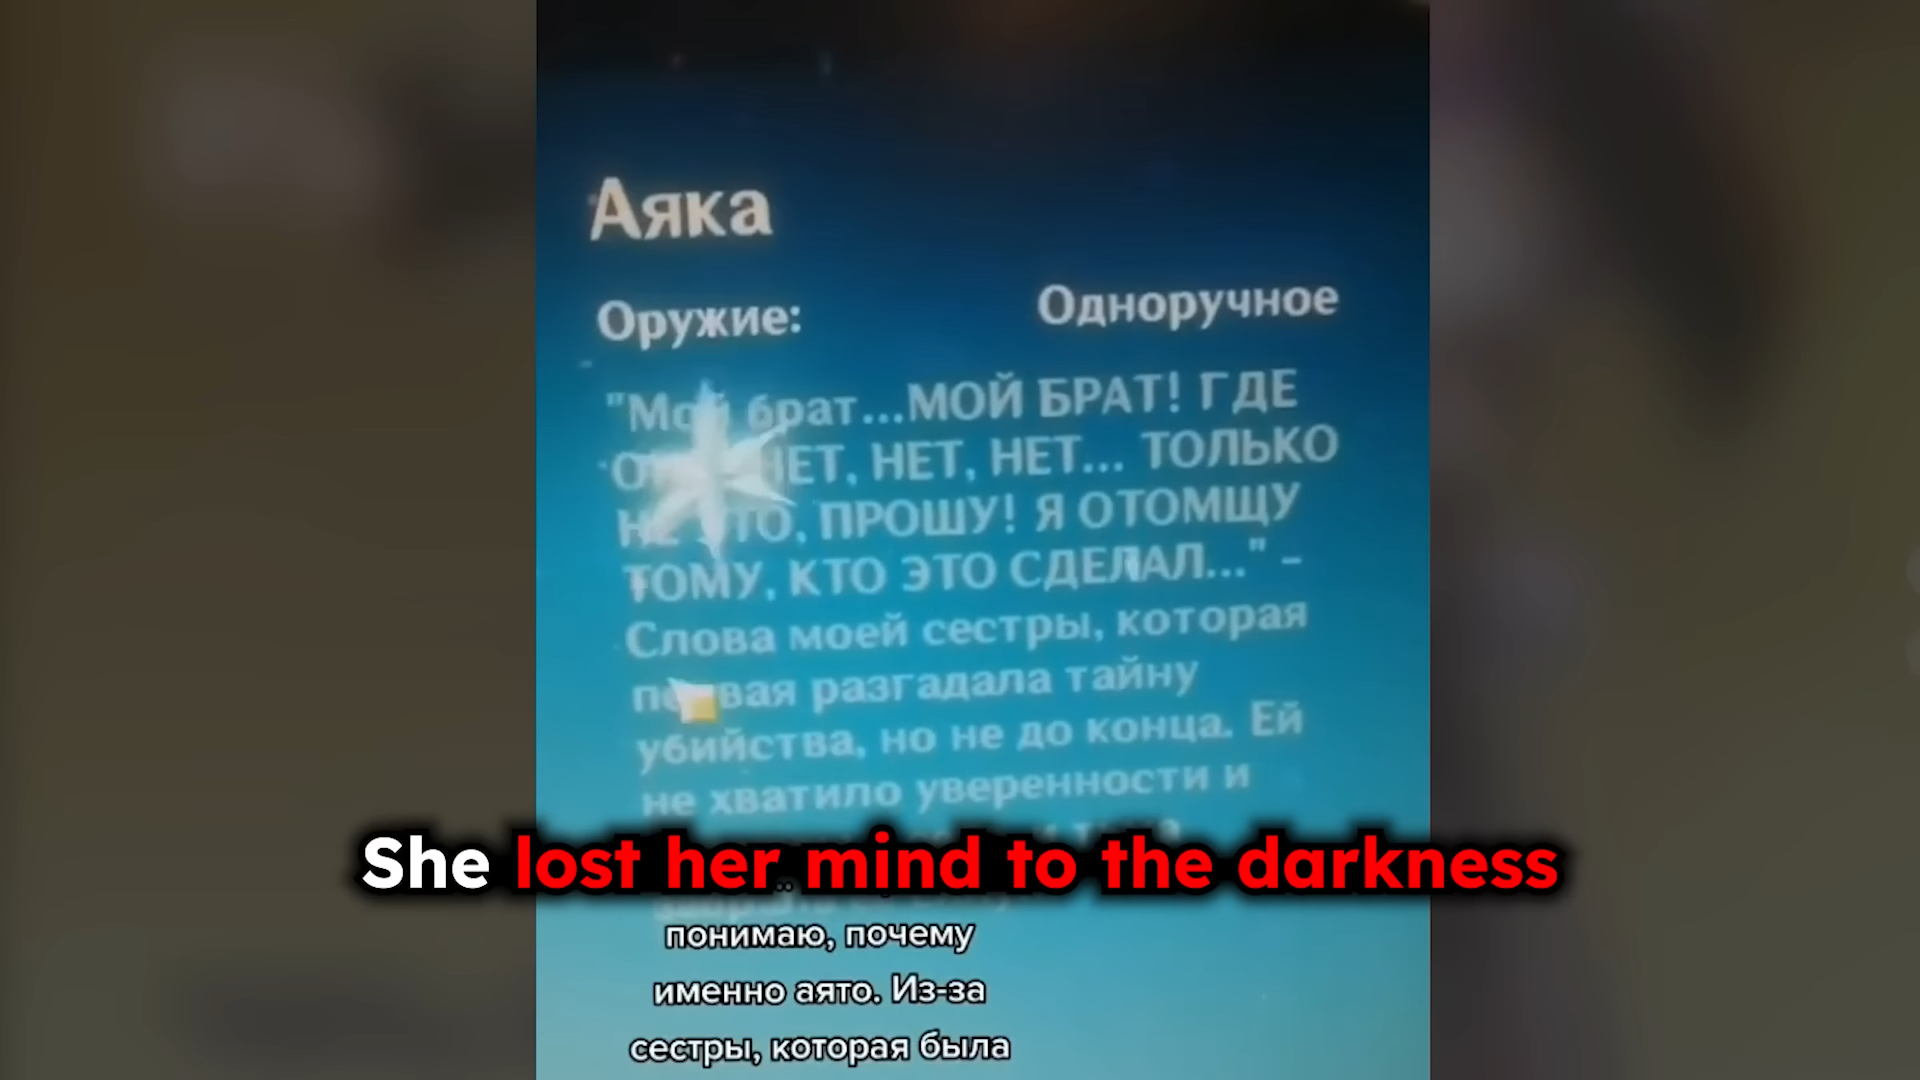 Аяка
Оружие: Одноручное
"Мой брат...МОЙ БРАТ! ГДЕ
НЕТ, НЕТ, НЕТ... ТОЛЬКО
НЕ ЭТО, ПРОШУ! Я ОТОМЩУ
ТОМУ, КТО ЭТО СДЕЛАЛ..." –
Слова моей сестры, которая
первая разгадала тайну
убийства, но не до конца. Ей
не хватило уверенности и
She lost her mind to the darkness
понимаю, почему
именно аято. Из-за
сестры, которая была